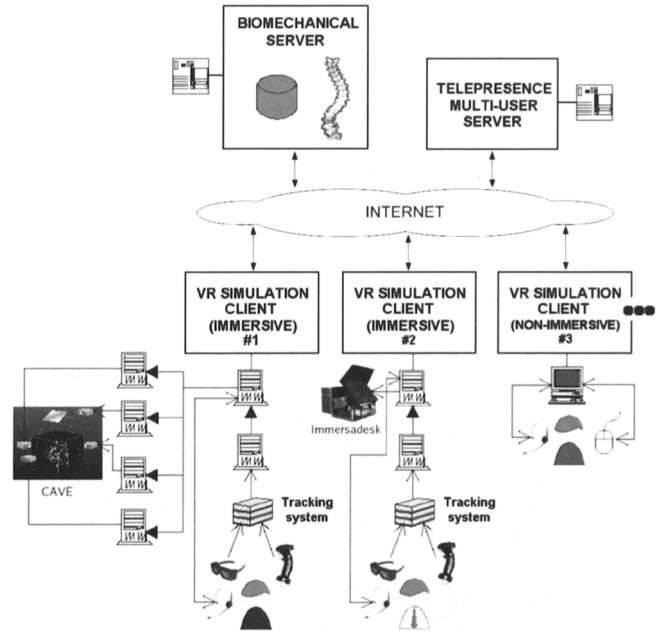 BIOMECHANICAL
SERVER
TELEPRESENCE
MULTI-USER
SERVER
INTERNET
VR SIMULATION
CLIENT
(IMMERSIVE)
#1
VR SIMULATION
CLIENT
(IMMERSIVE)
#2
VR SIMULATION
CLIENT
(NON-IMMERSIVE)
#3
Immersadesk
CAVE
Tracking
system
Tracking
system